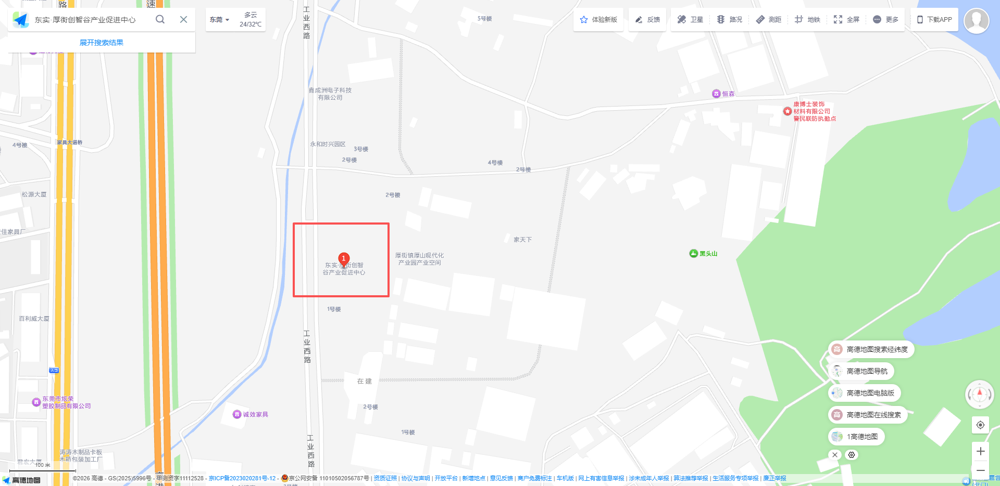 路
速
工业西路
5号楼
东实·厚街创智谷产业促进中心
展开搜索结果
东莞
多云
24/32℃
体验新版
反馈
卫星
路况
测距
地铁
全屏
更多
下载APP
鑫成洲电子科技
有限公司
恒森
康博士装饰
材料有限公司
警民联防执勤点
家具大道桥
4号楼
永和时兴园区
3号楼
2号楼
4号楼
2号楼
松源大厦
2号楼
佳家具厂
家天下
厚街镇厚山现代化
产业园产业空间
黑头山
1
东实·厚街创智
谷产业促进中心
1号楼
百利威大厦
工业西路
高德地图搜索经纬度
高德地图导航
高德地图电脑版
高德地图在线搜索
1高德地图
入口
在建
东莞市炫荣
塑胶制品有限公司
2号楼
诚效家具
1号楼
工业西路
涛涛木制品卡板
木箱包装加工厂
君宏大厦
100 米
高德地图
©2026 高德 - GS(2025)5996号 - 甲测资字11112528 - 京ICP备2023020281号-12 - 京公网安备 11010502056787号 | 资质证照 | 协议与声明 | 开放平台 | 新增地点 | 意见反馈 | 商户免费标注 | 车机版 | 网上有害信息举报 | 涉未成年人举报 | 算法推荐举报 | 生活服务专项举报 | 廉正举报
露营
(北门)
京港